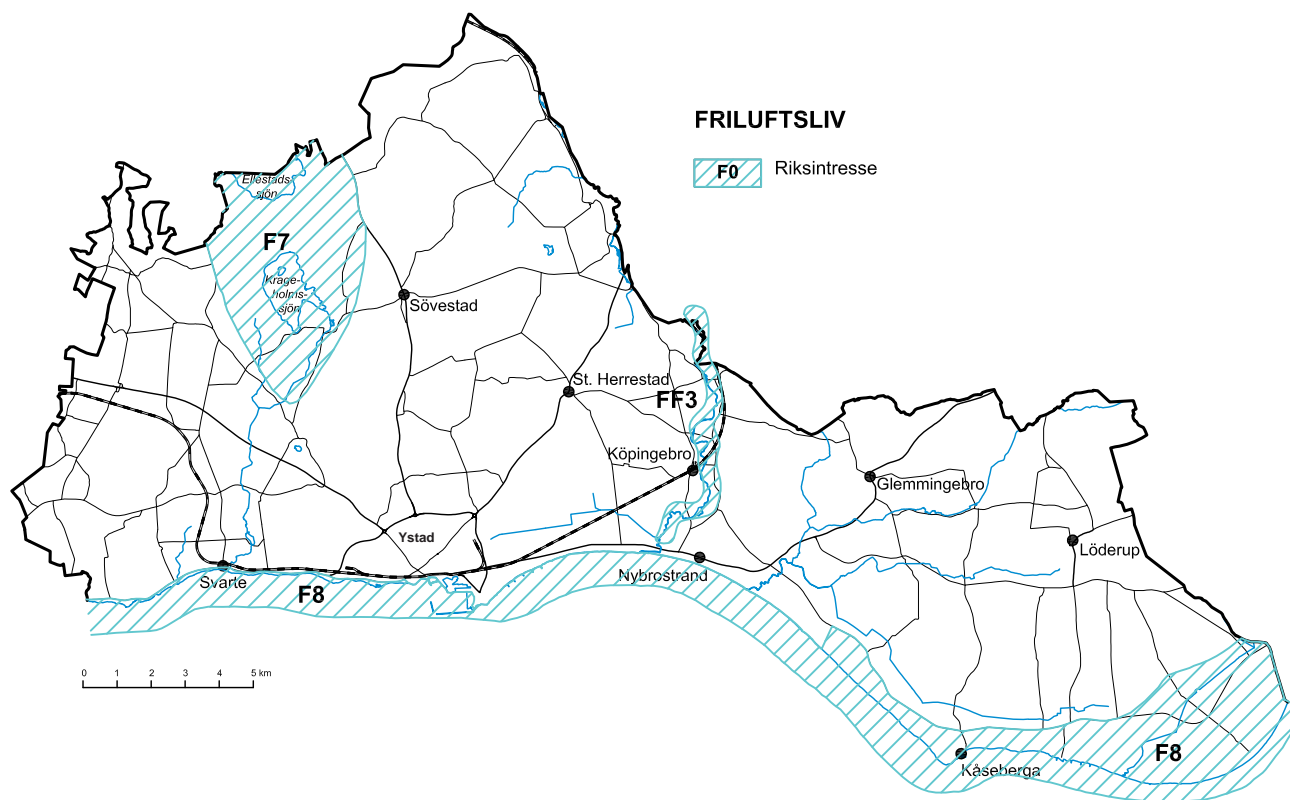 FRILUFTSLIV
F0 Riksintresse
Ellestads
sjön
F7
Krage-
holms-
sjön
Sövestad
St. Herrestad
FF3
Köpingebro
Glemmingebro
Ystad
Löderup
Svarte
Nybrostrand
F8
0 1 2 3 4 5 km
F8
Kåseberga